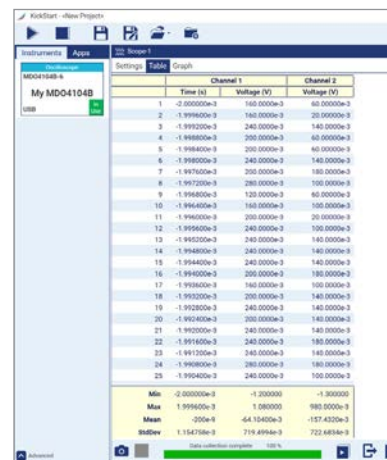 KickStart - <New Project>
Instruments Apps
Oscilloscope
MDO4104B-6
My MDO4104B
USB
In Use
Scope-1
Settings Table Graph
Channel 1 Channel 2
Time (s) Voltage (V) Voltage (V)
1 -2.000000e-3 160.0000e-3 60.00000e-3
2 -1.999600e-3 160.0000e-3 20.00000e-3
3 -1.999200e-3 240.0000e-3 140.0000e-3
4 -1.998800e-3 200.0000e-3 60.00000e-3
5 -1.998400e-3 200.0000e-3 60.00000e-3
6 -1.998000e-3 240.0000e-3 140.0000e-3
7 -1.997600e-3 200.0000e-3 180.0000e-3
8 -1.997200e-3 280.0000e-3 100.0000e-3
9 -1.996800e-3 120.0000e-3 60.00000e-3
10 -1.996400e-3 160.0000e-3 100.0000e-3
11 -1.996000e-3 200.0000e-3 20.00000e-3
12 -1.995600e-3 240.0000e-3 100.0000e-3
13 -1.995200e-3 240.0000e-3 140.0000e-3
14 -1.994800e-3 240.0000e-3 140.0000e-3
15 -1.994400e-3 240.0000e-3 140.0000e-3
16 -1.994000e-3 200.0000e-3 180.0000e-3
17 -1.993600e-3 160.0000e-3 100.0000e-3
18 -1.993200e-3 200.0000e-3 140.0000e-3
19 -1.992800e-3 240.0000e-3 140.0000e-3
20 -1.992400e-3 200.0000e-3 140.0000e-3
21 -1.992000e-3 240.0000e-3 140.0000e-3
22 -1.991600e-3 240.0000e-3 180.0000e-3
23 -1.991200e-3 240.0000e-3 140.0000e-3
24 -1.990800e-3 280.0000e-3 180.0000e-3
25 -1.990400e-3 240.0000e-3 100.0000e-3
Min -2.000000e-3 -1.200000 -1.300000
Max 1.999600e-3 1.080000 980.0000e-3
Mean -200e-9 -64.10400e-3 -157.4320e-3
StdDev 1.154758e-3 719.4994e-3 722.6834e-3
Advanced
Data collection complete 100 %